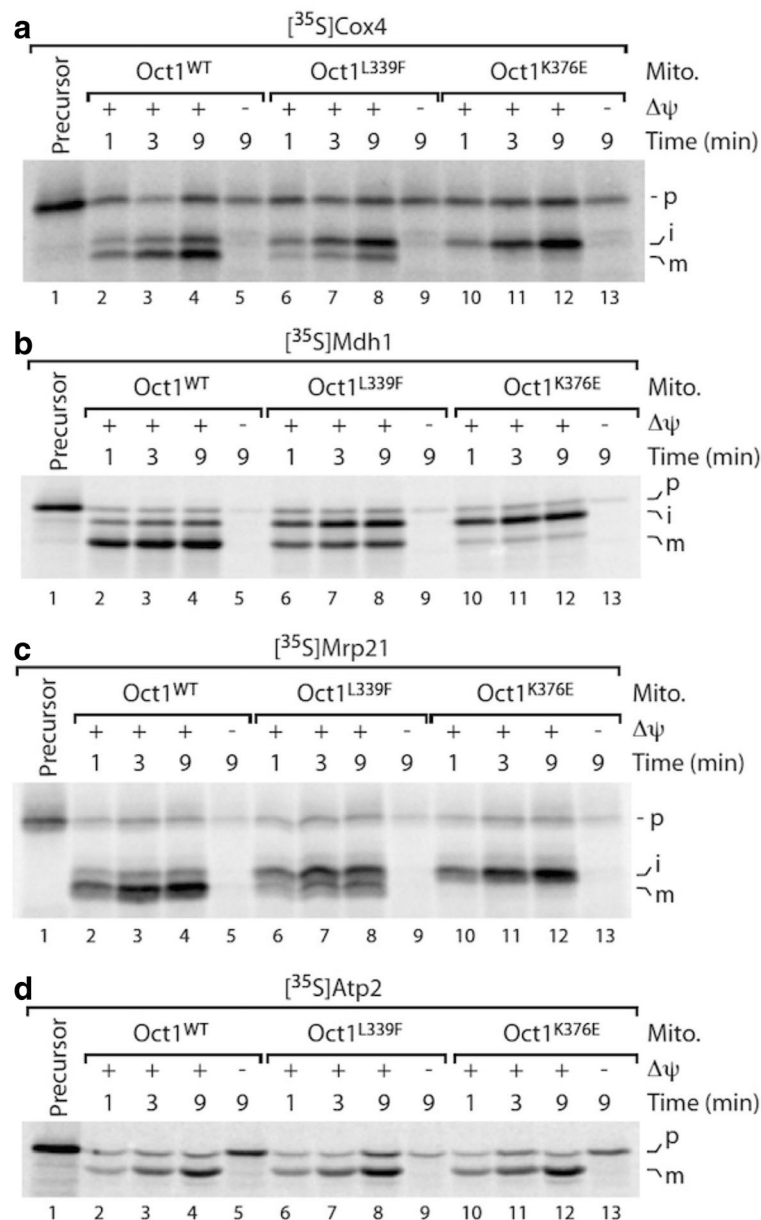 a
[35S]Cox4
Precursor
Oct1WT Oct1L339F Oct1K376E Mito.
+ + + - + + + - + + + - Δψ
1 3 9 9 1 3 9 9 1 3 9 9 Time (min)
- p
i
m
1 2 3 4 5 6 7 8 9 10 11 12 13
b
[35S]Mdh1
Precursor
Oct1WT Oct1L339F Oct1K376E Mito.
+ + + - + + + - + + + - Δψ
1 3 9 9 1 3 9 9 1 3 9 9 Time (min)
p
i
m
1 2 3 4 5 6 7 8 9 10 11 12 13
c
[35S]Mrp21
Precursor
Oct1WT Oct1L339F Oct1K376E Mito.
+ + + - + + + - + + + - Δψ
1 3 9 9 1 3 9 9 1 3 9 9 Time (min)
- p
i
m
1 2 3 4 5 6 7 8 9 10 11 12 13
d
[35S]Atp2
Precursor
Oct1WT Oct1L339F Oct1K376E Mito.
+ + + - + + + - + + + - Δψ
1 3 9 9 1 3 9 9 1 3 9 9 Time (min)
p
m
1 2 3 4 5 6 7 8 9 10 11 12 13